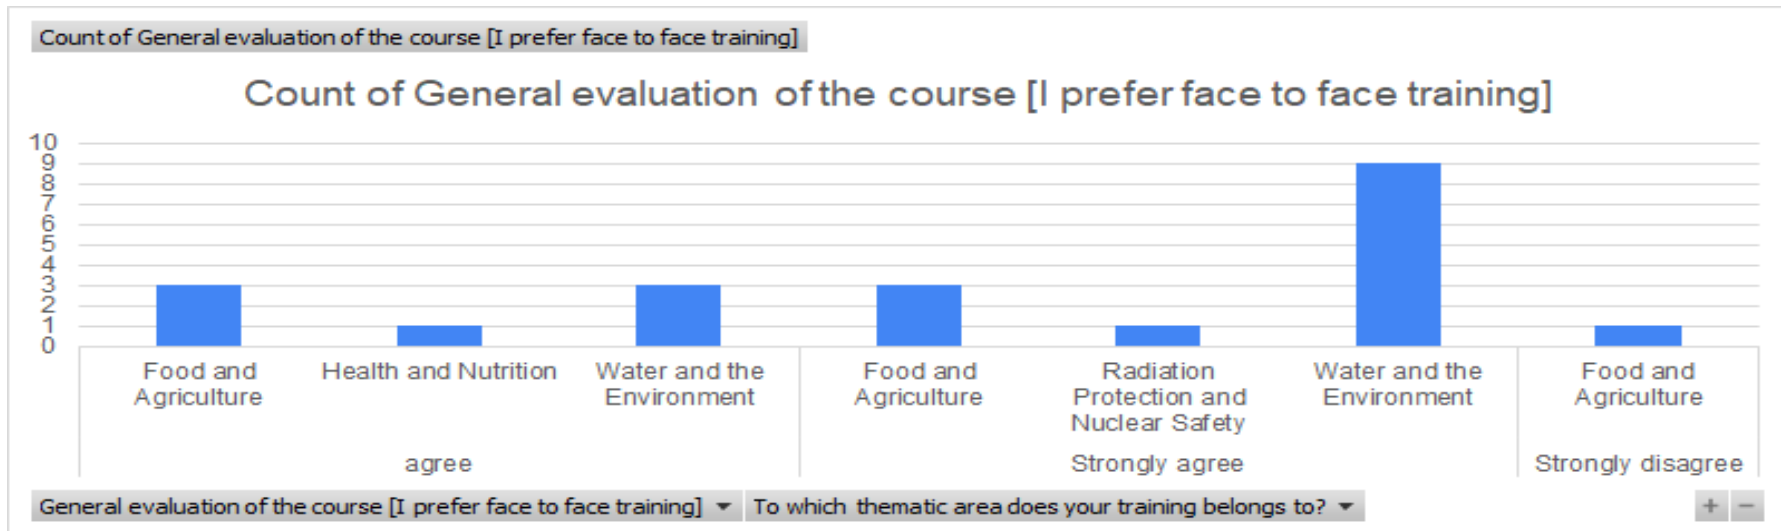 Count of General evaluation of the course [I prefer face to face training]
Count of General evaluation of the course [I prefer face to face training]
10
9
8
7
6
5
4
3
2
1
0
Food and
Agriculture
Health and Nutrition
Water and the
Environment
Food and
Agriculture
Radiation
Protection and
Nuclear Safety
Water and the
Environment
Food and
Agriculture
agree
Strongly agree
Strongly disagree
General evaluation of the course [I prefer face to face training]
To which thematic area does your training belongs to?
+ −